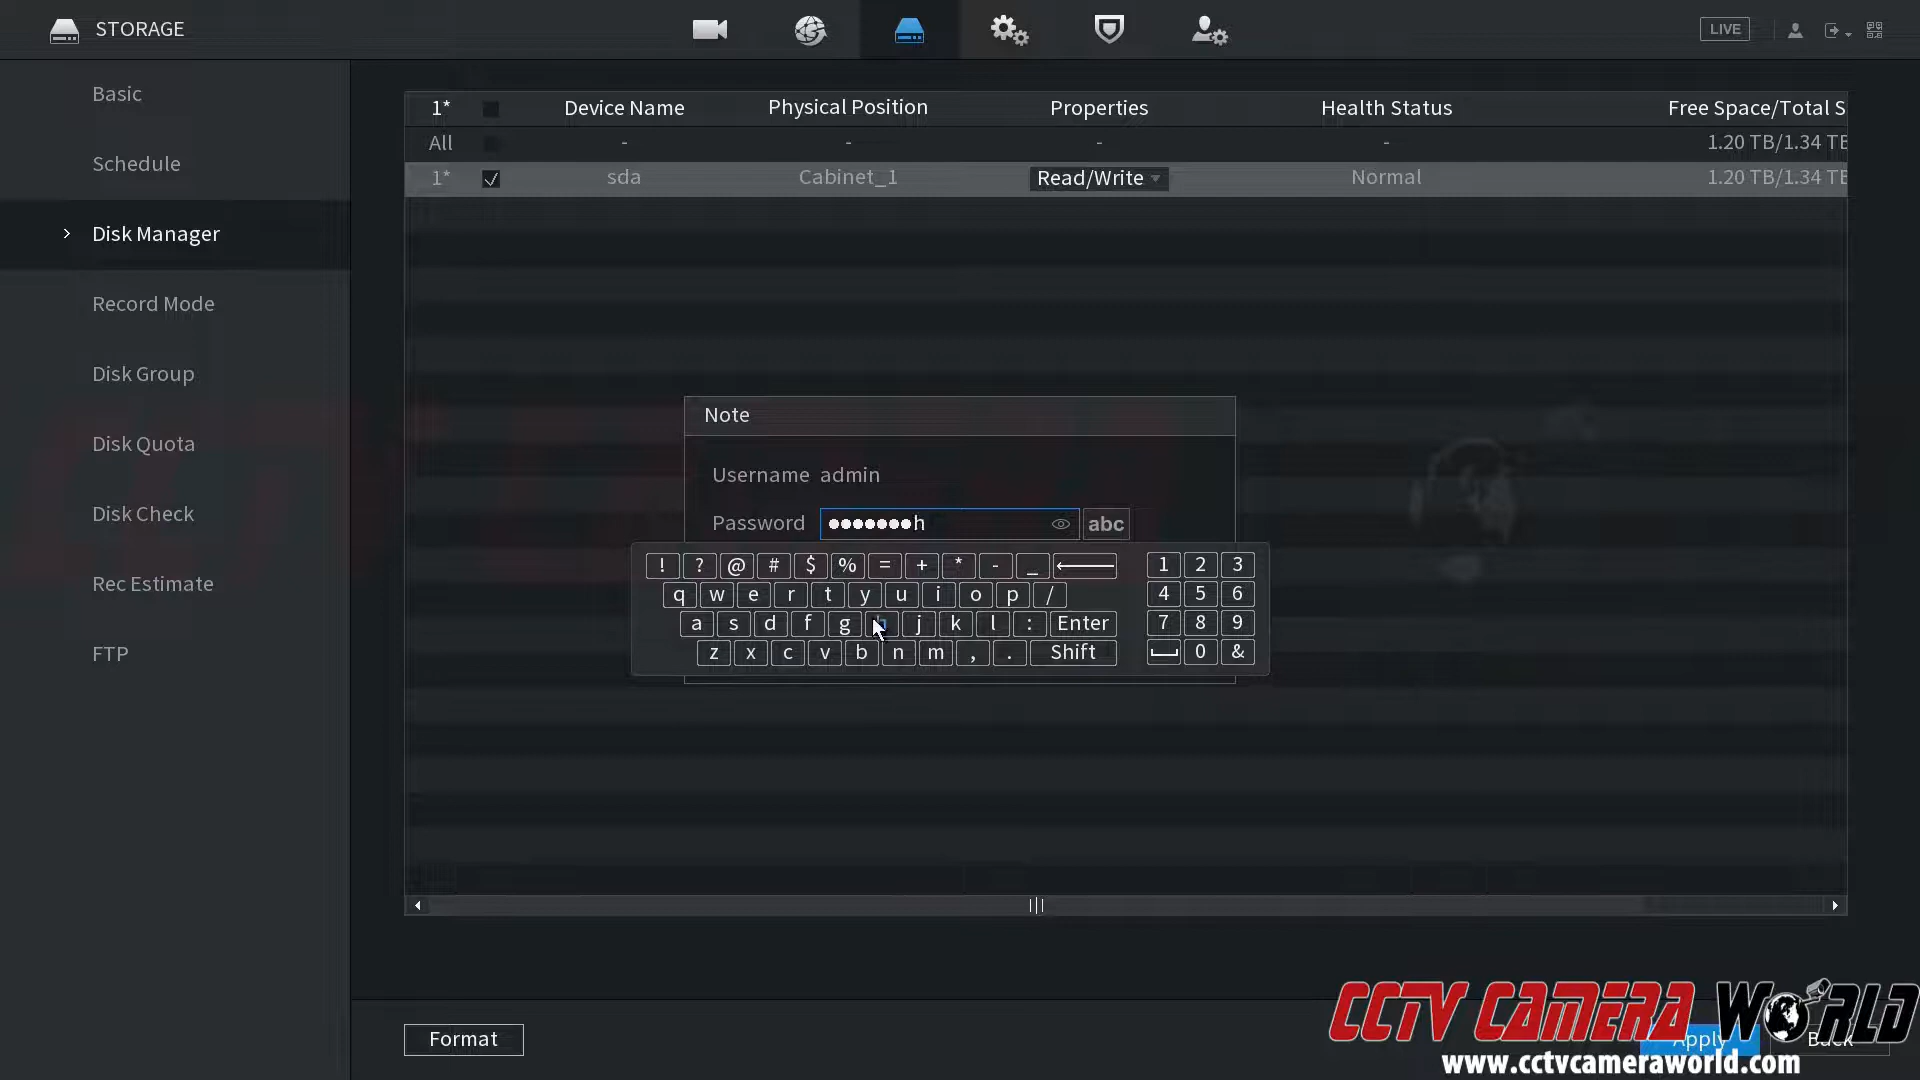 STORAGE
LIVE
Basic
Schedule
Disk Manager
Record Mode
Disk Group
Disk Quota
Disk Check
Rec Estimate
FTP
1* Device Name Physical Position Properties Health Status Free Space/Total S
All - - - - 1.20 TB/1.34 TB
1* sda Cabinet_1 Read/Write Normal 1.20 TB/1.34 TB
Note
Username admin
Password ●●●●●●●h abc
! ? @ # $ % = + * - _ 1 2 3
q w e r t y u i o p / 4 5 6
a s d f g h j k l : Enter 7 8 9
z x c v b n m , . Shift 0 &
Format
Apply Back
CCTV CAMERA WORLD
www.cctvcameraworld.com